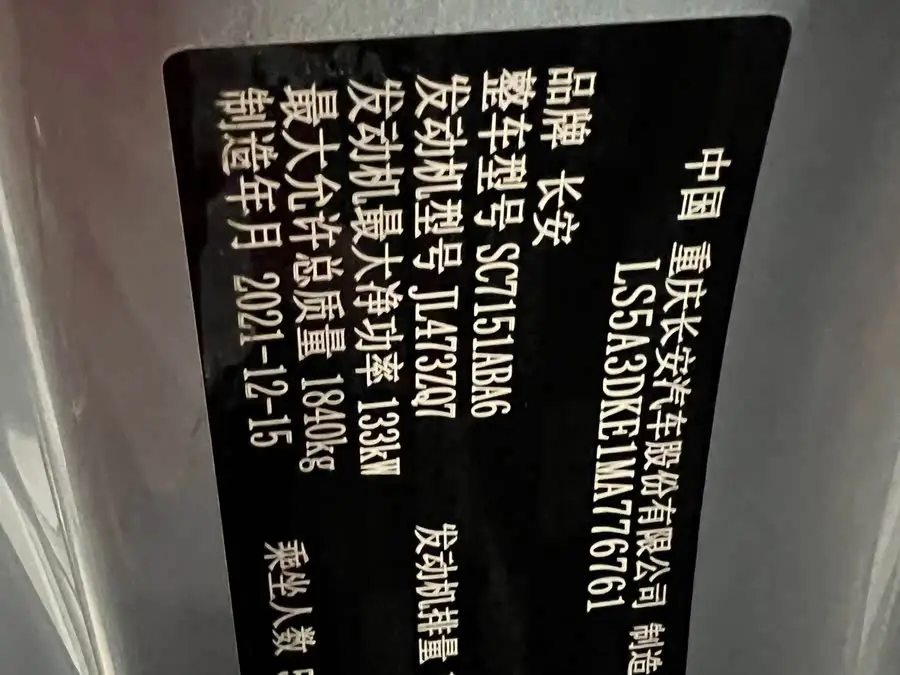 中国 重庆长安汽车股份有限公司 制造
LS5A3DKE1MA776761
品牌 长安
整车型号 SC7151ABA6
发动机型号 JL473ZQ7 发动机排量
发动机最大净功率 133kW
最大允许总质量 1840kg
制造年月 2021-12-15 乘坐人数